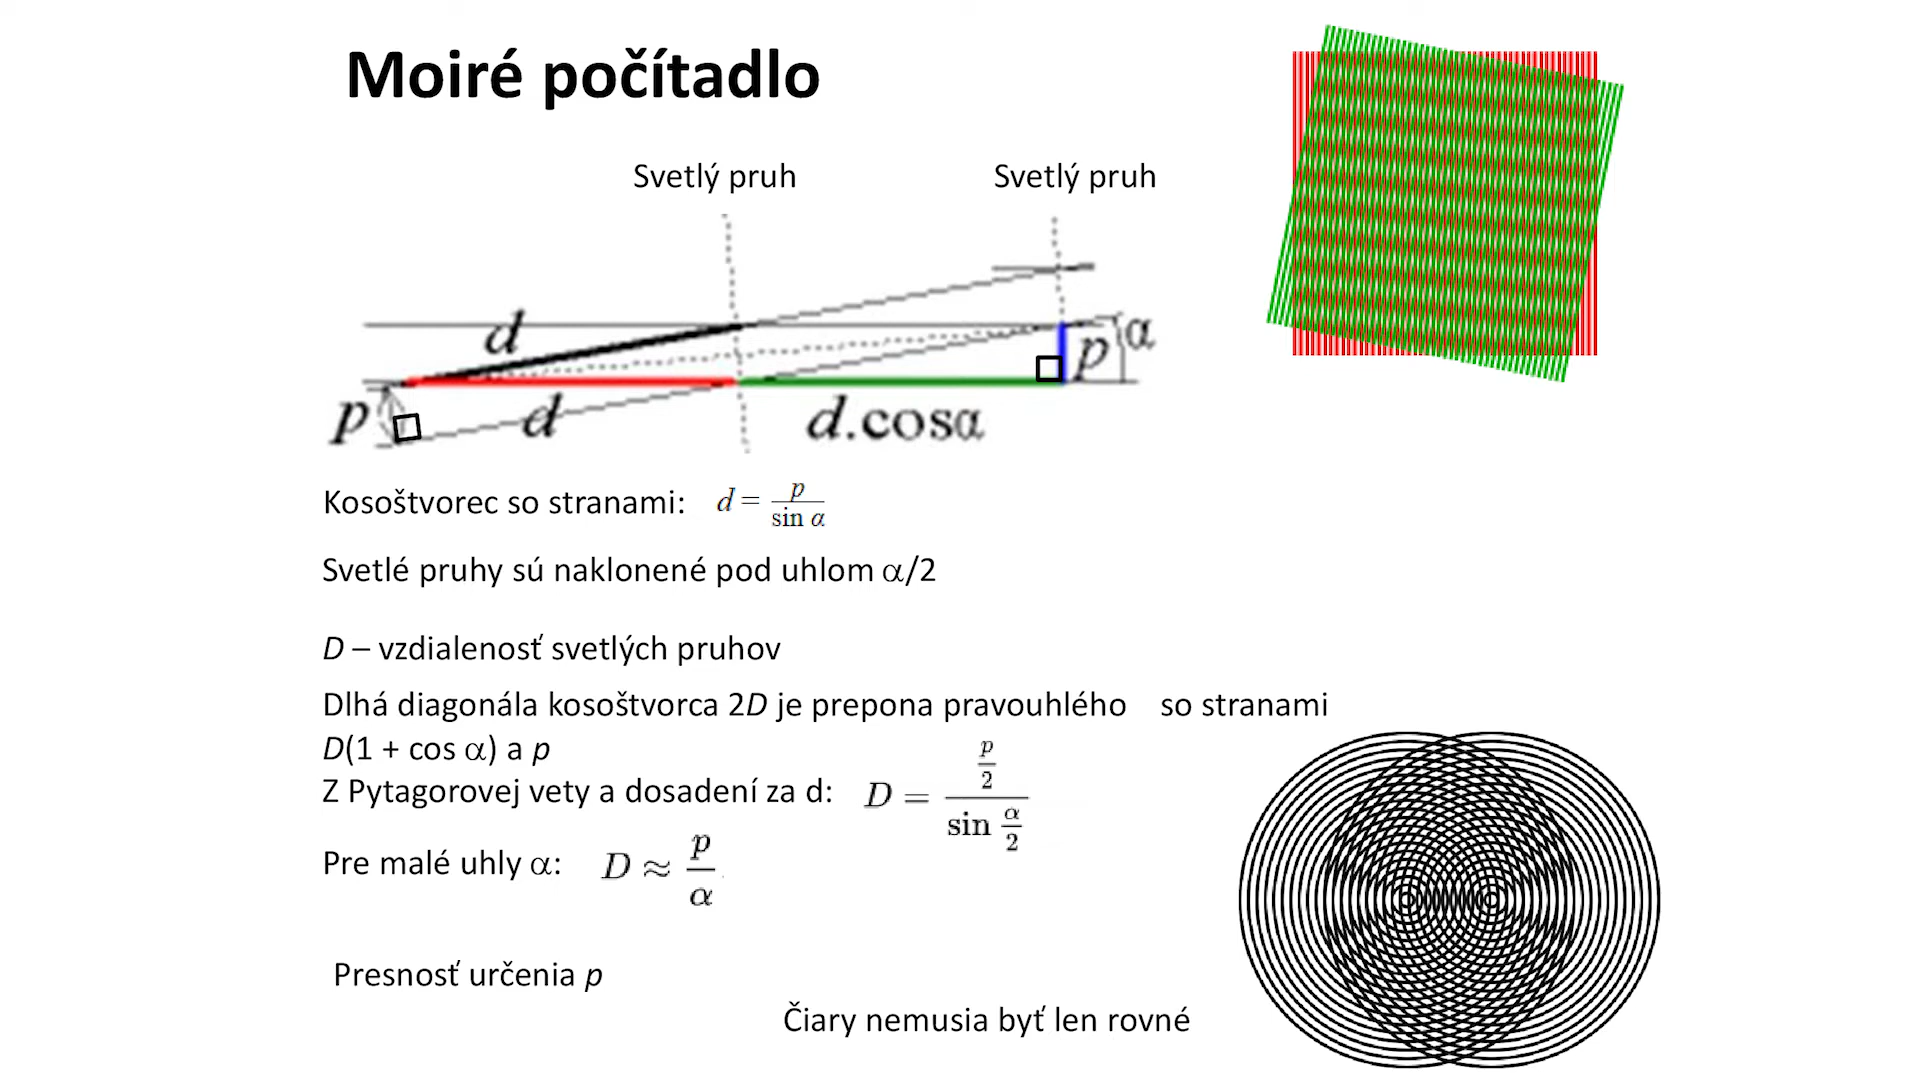 Moiré počítadlo
Svetlý pruh
Svetlý pruh
d
p
α
p
d
d.cosα
Kosoštvorec so stranami: d = p / sin α
Svetlé pruhy sú naklonené pod uhlom α/2
D – vzdialenosť svetlých pruhov
Dlhá diagonála kosoštvorca 2D je prepona pravouhlého so stranami
D(1 + cos α) a p
Z Pytagorovej vety a dosadení za d: D = (p/2) / (sin α/2)
Pre malé uhly α: D ≈ p / α
Presnosť určenia p
Čiary nemusia byť len rovné